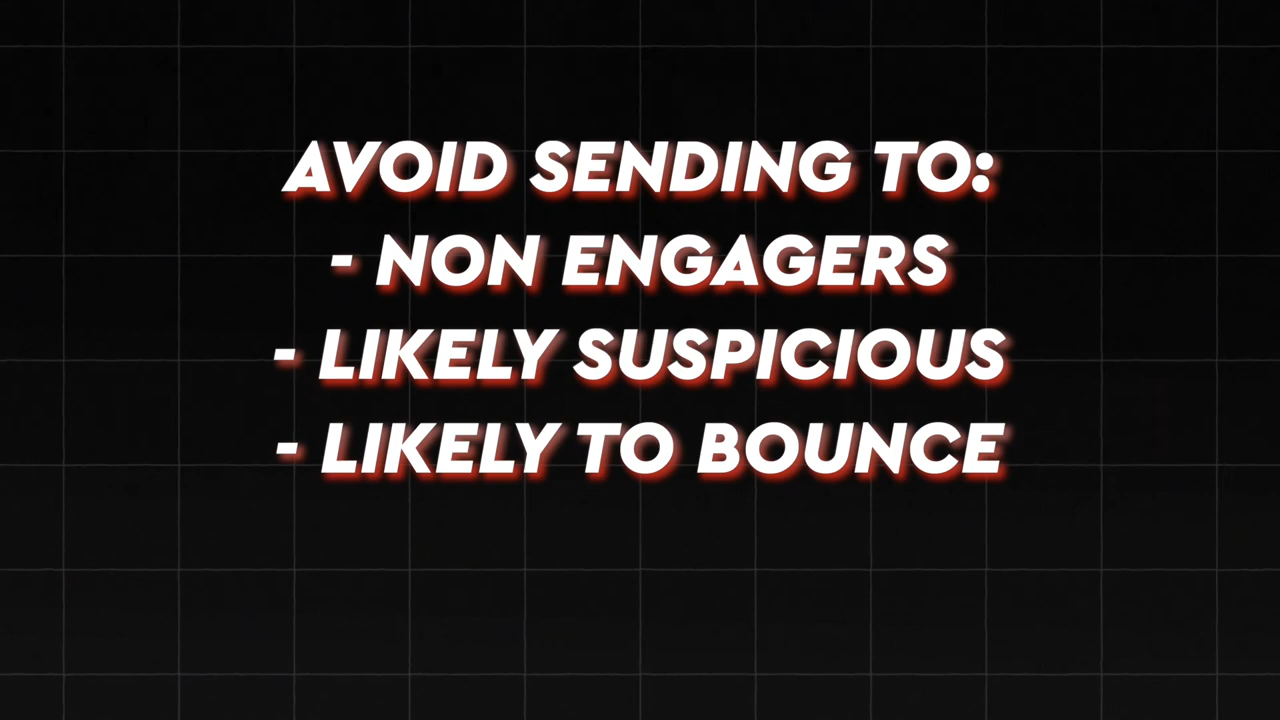 AVOID SENDING TO:
- NON ENGAGERS
- LIKELY SUSPICIOUS
- LIKELY TO BOUNCE